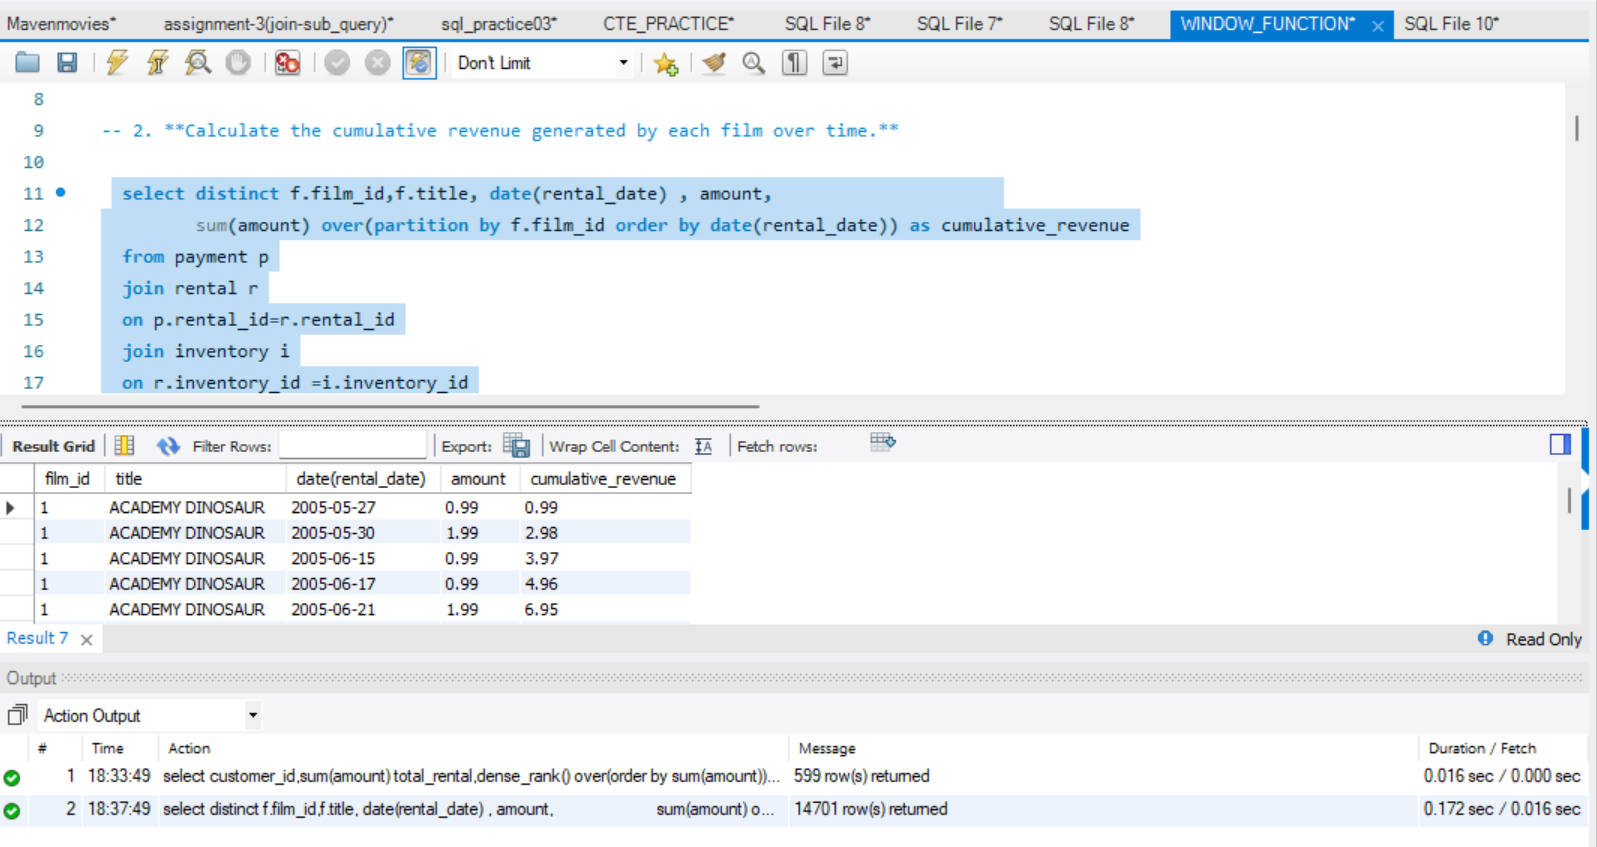 Mavenmovies* assignment-3(join-sub_query)* sql_practice03* CTE_PRACTICE* SQL File 8* SQL File 7* SQL File 8* WINDOW_FUNCTION* SQL File 10*
Don't Limit
8
9 -- 2. **Calculate the cumulative revenue generated by each film over time.**
10
11 select distinct f.film_id,f.title, date(rental_date) , amount,
12 sum(amount) over(partition by f.film_id order by date(rental_date)) as cumulative_revenue
13 from payment p
14 join rental r
15 on p.rental_id=r.rental_id
16 join inventory i
17 on r.inventory_id =i.inventory_id
Result Grid Filter Rows: Export: Wrap Cell Content: Fetch rows:
film_id title date(rental_date) amount cumulative_revenue
1 ACADEMY DINOSAUR 2005-05-27 0.99 0.99
1 ACADEMY DINOSAUR 2005-05-30 1.99 2.98
1 ACADEMY DINOSAUR 2005-06-15 0.99 3.97
1 ACADEMY DINOSAUR 2005-06-17 0.99 4.96
1 ACADEMY DINOSAUR 2005-06-21 1.99 6.95
Result 7 Read Only
Output
Action Output
# Time Action Message Duration / Fetch
1 18:33:49 select customer_id,sum(amount) total_rental,dense_rank() over(order by sum(amount))... 599 row(s) returned 0.016 sec / 0.000 sec
2 18:37:49 select distinct f.film_id,f.title, date(rental_date) , amount, sum(amount) o... 14701 row(s) returned 0.172 sec / 0.016 sec